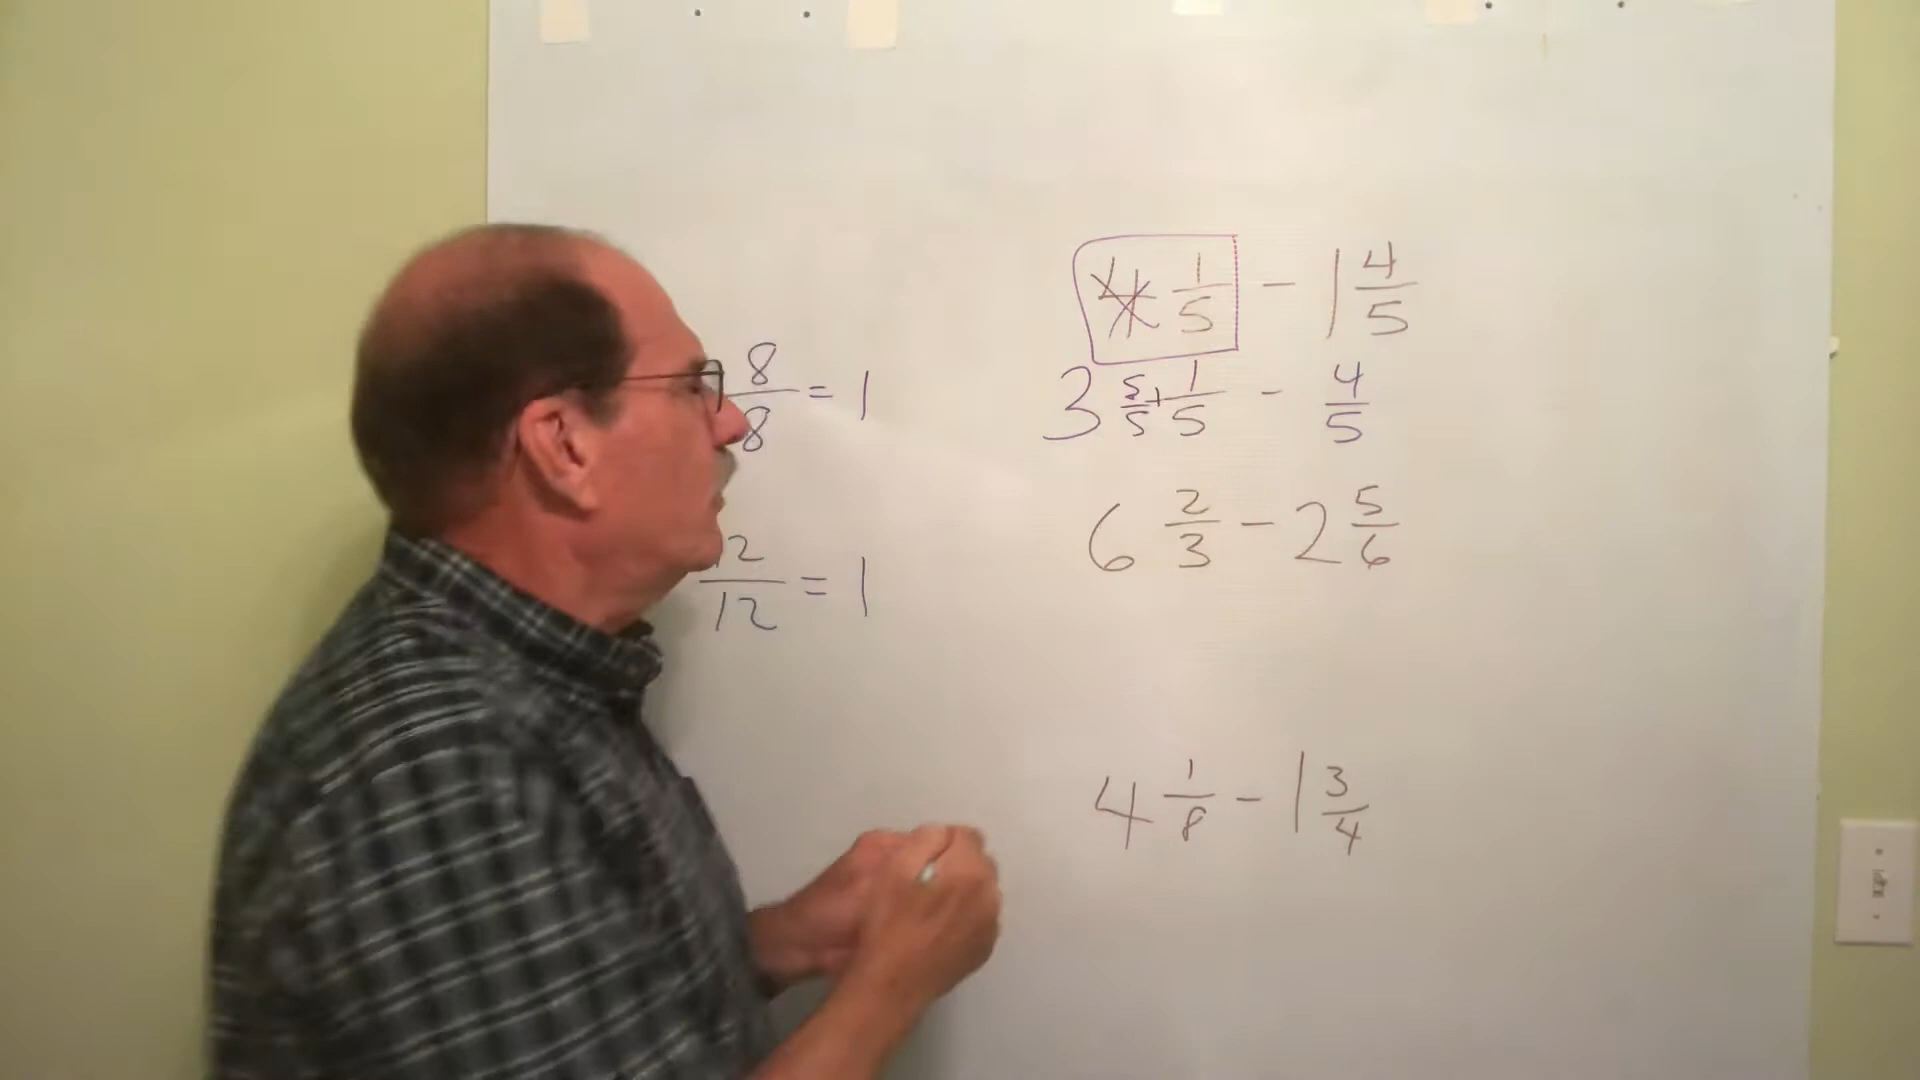 8/8 = 1
2/12 = 1
4 1/5 - 1 4/5
3 5/5 + 1/5 - 4/5
6 2/3 - 2 5/6
4 1/8 - 1 3/4